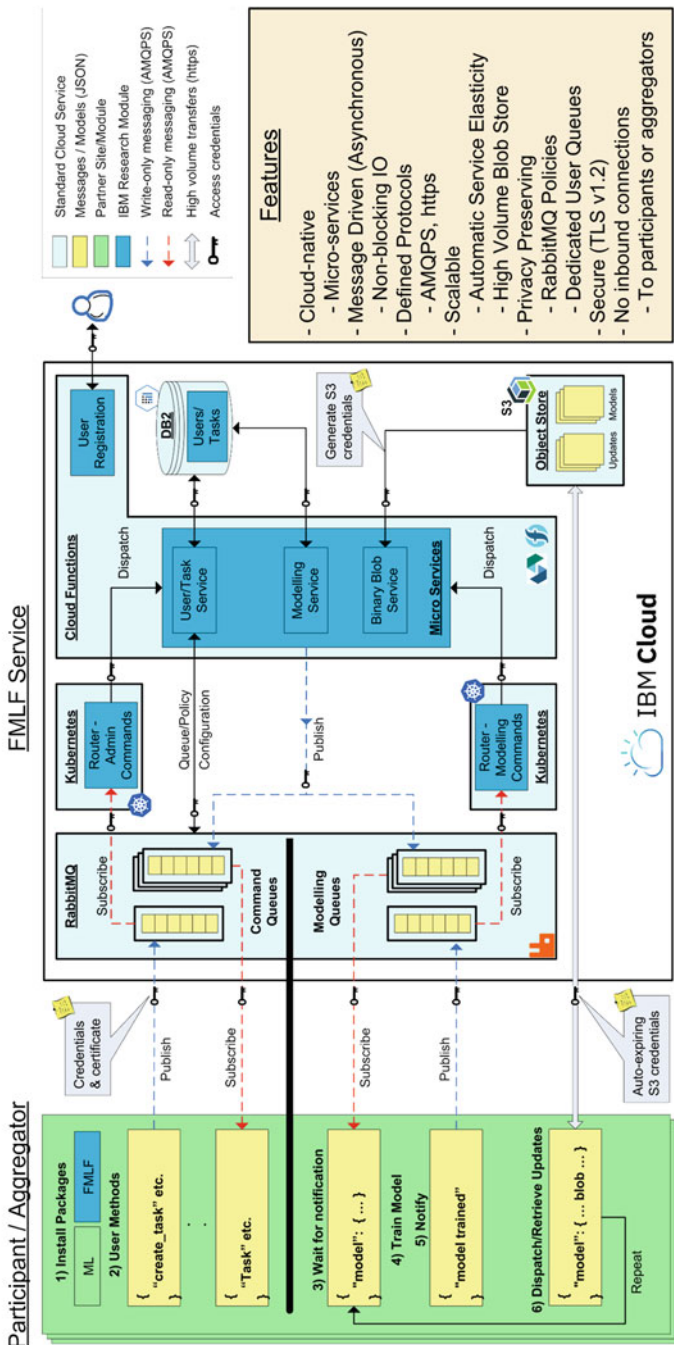 Participant / Aggregator
1) Install Packages
ML
FMLF
2) User Methods
{
“create_task” etc.
}
.
.
{
“Task” etc.
}
3) Wait for notification
{
"model": { ... }
}
4) Train Model
5) Notify
{
“model trained”
}
6) Dispatch/Retrieve Updates
{
"model": { ... blob ... }
}
Repeat
Credentials
& certificate
Publish
Subscribe
Subscribe
Publish
Auto-expiring
S3 credentials
FMLF Service
RabbitMQ
Subscribe
Command
Queues
Modelling
Queues
Subscribe
Kubernetes
Router -
Admin
Commands
Queue/Policy
Configuration
Publish
Router -
Modelling
Commands
Kubernetes
Dispatch
Dispatch
Cloud Functions
User
Registration
User/Task
Service
Modelling
Service
Binary Blob
Service
Micro Services
DB2
Users/
Tasks
Generate S3
credentials
S3
Object Store
Updates
Models
IBM Cloud
Standard Cloud Service
Messages / Models (JSON)
Partner Site/Module
IBM Research Module
Write-only messaging (AMQPS)
Read-only messaging (AMQPS)
High volume transfers (https)
Access credentials
Features
- Cloud-native
- Micro-services
- Message Driven (Asynchronous)
- Non-blocking IO
- Defined Protocols
- AMQPS, https
- Scalable
- Automatic Service Elasticity
- High Volume Blob Store
- Privacy Preserving
- RabbitMQ Policies
- Dedicated User Queues
- Secure (TLS v1.2)
- No inbound connections
- To participants or aggregators